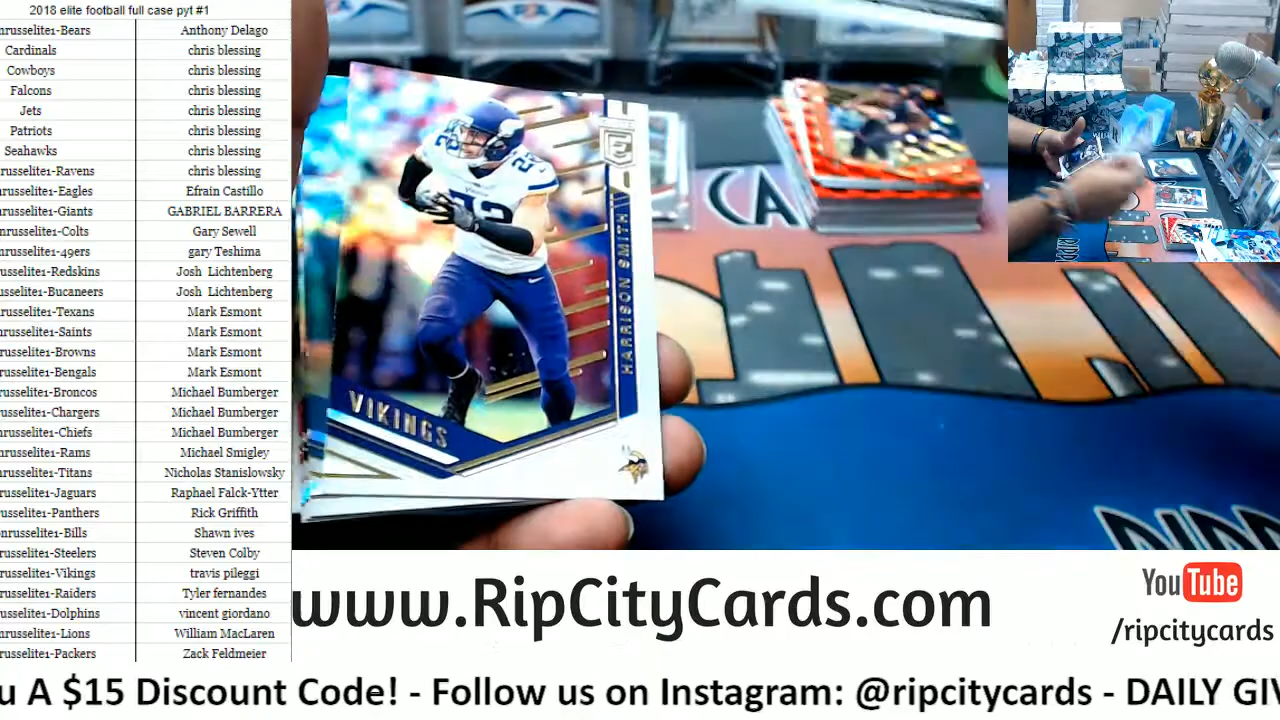 2018 elite football full case pyt #1
nrusselite1-Bears Anthony Delago
Cardinals chris blessing
Cowboys chris blessing
Falcons chris blessing
Jets chris blessing
Patriots chris blessing
Seahawks chris blessing
nrusselite1-Ravens chris blessing
nrusselite1-Eagles Efrain Castillo
nrusselite1-Giants GABRIEL BARRERA
nrusselite1-Colts Gary Sewell
nrusselite1-49ers gary Teshima
russelite1-Redskins Josh Lichtenberg
usselite1-Bucaneers Josh Lichtenberg
nrusselite1-Texans Mark Esmont
nrusselite1-Saints Mark Esmont
nrusselite1-Browns Mark Esmont
nrusselite1-Bengals Mark Esmont
russelite1-Broncos Michael Bumberger
russelite1-Chargers Michael Bumberger
nrusselite1-Chiefs Michael Bumberger
nrusselite1-Rams Michael Smigley
nrusselite1-Titans Nicholas Stanislowsky
russelite1-Jaguars Raphael Falck-Ytter
russelite1-Panthers Rick Griffith
nrusselite1-Bills Shawn ives
russelite1-Steelers Steven Colby
russelite1-Vikings travis pileggi
russelite1-Raiders Tyler fernandes
russelite1-Dolphins vincent giordano
nrusselite1-Lions William MacLaren
russelite1-Packers Zack Feldmeier
22
HARRISON SMITH
VIKINGS
CA
www.RipCityCards.com
YouTube
/ripcitycards
u A $15 Discount Code! - Follow us on Instagram: @ripcitycards - DAILY GIV